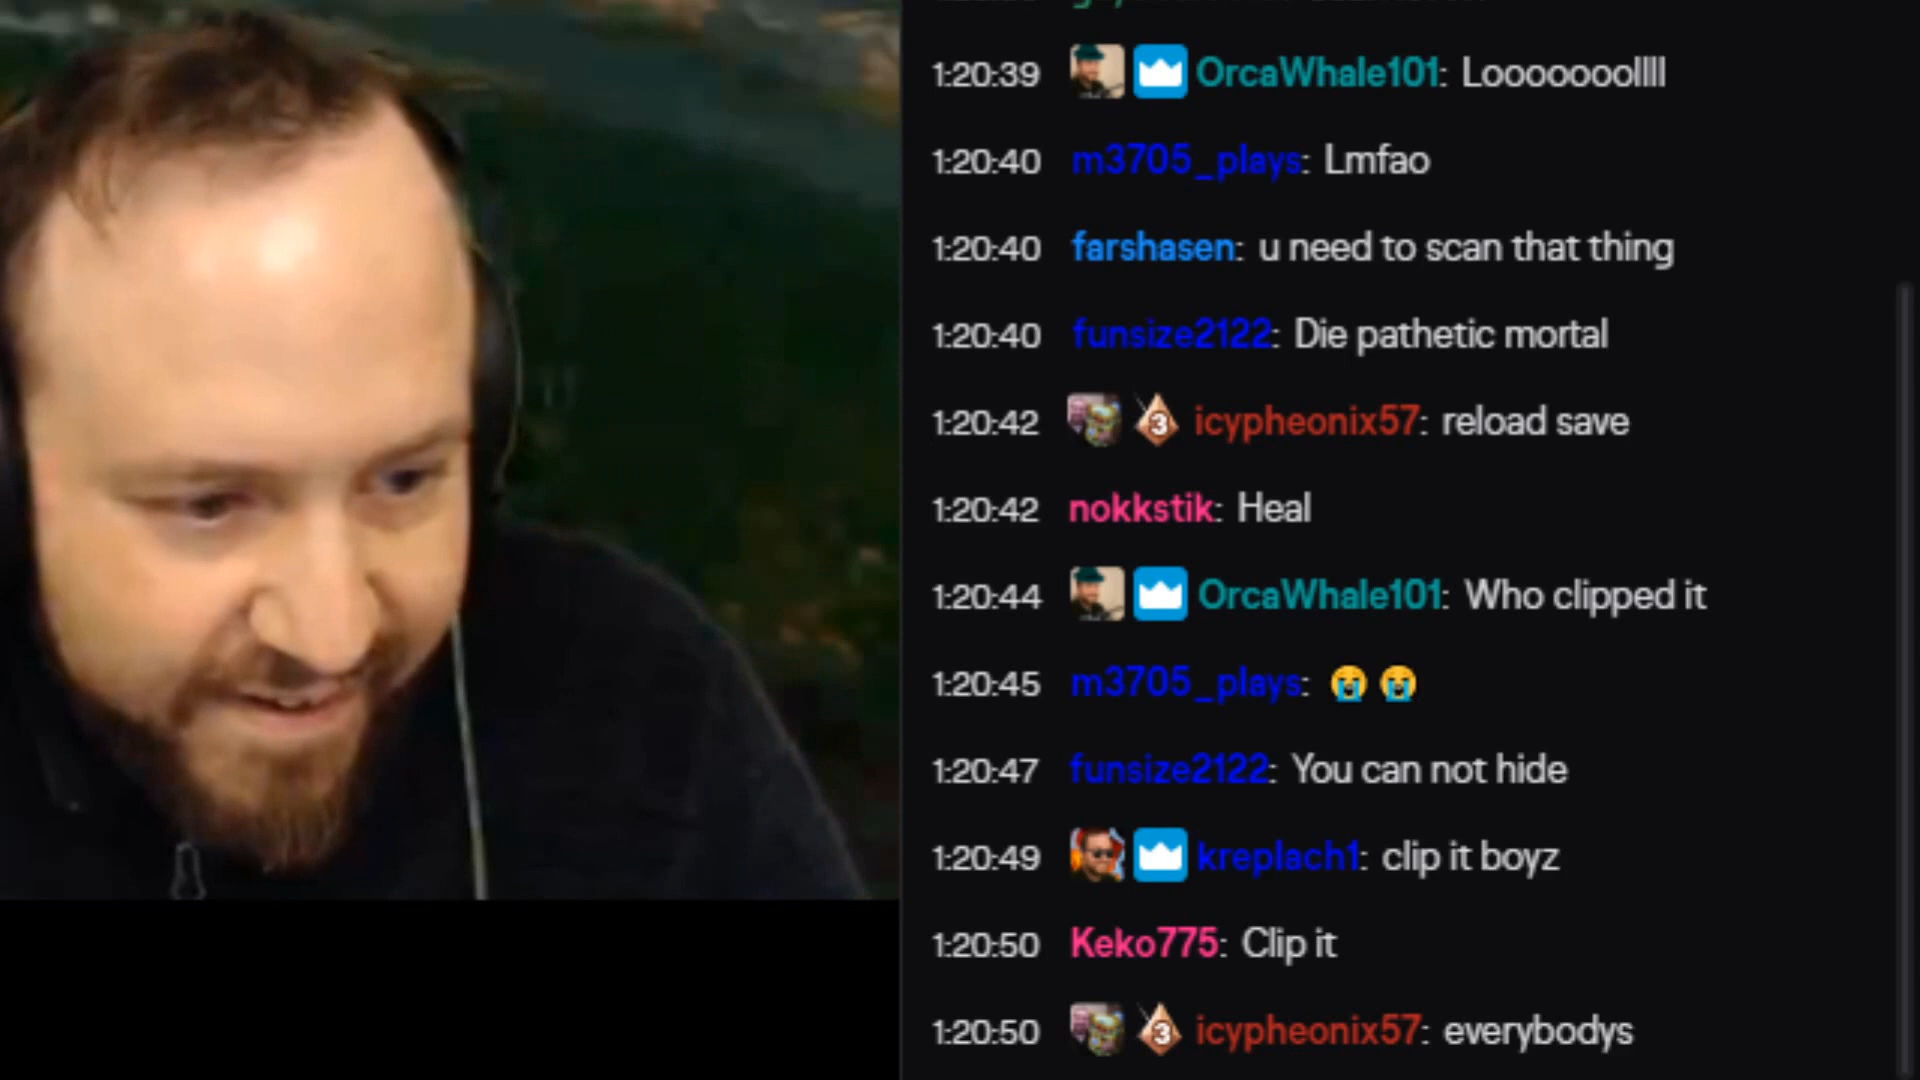 1:20:39 OrcaWhale101: Looooooollll
1:20:40 m3705_plays: Lmfao
1:20:40 farshasen: u need to scan that thing
1:20:40 funsize2122: Die pathetic mortal
1:20:42 3 icypheonix57: reload save
1:20:42 nokkstik: Heal
1:20:44 OrcaWhale101: Who clipped it
1:20:45 m3705_plays: 😭😭
1:20:47 funsize2122: You can not hide
1:20:49 kreplach1: clip it boyz
1:20:50 Keko775: Clip it
1:20:50 3 icypheonix57: everybodys